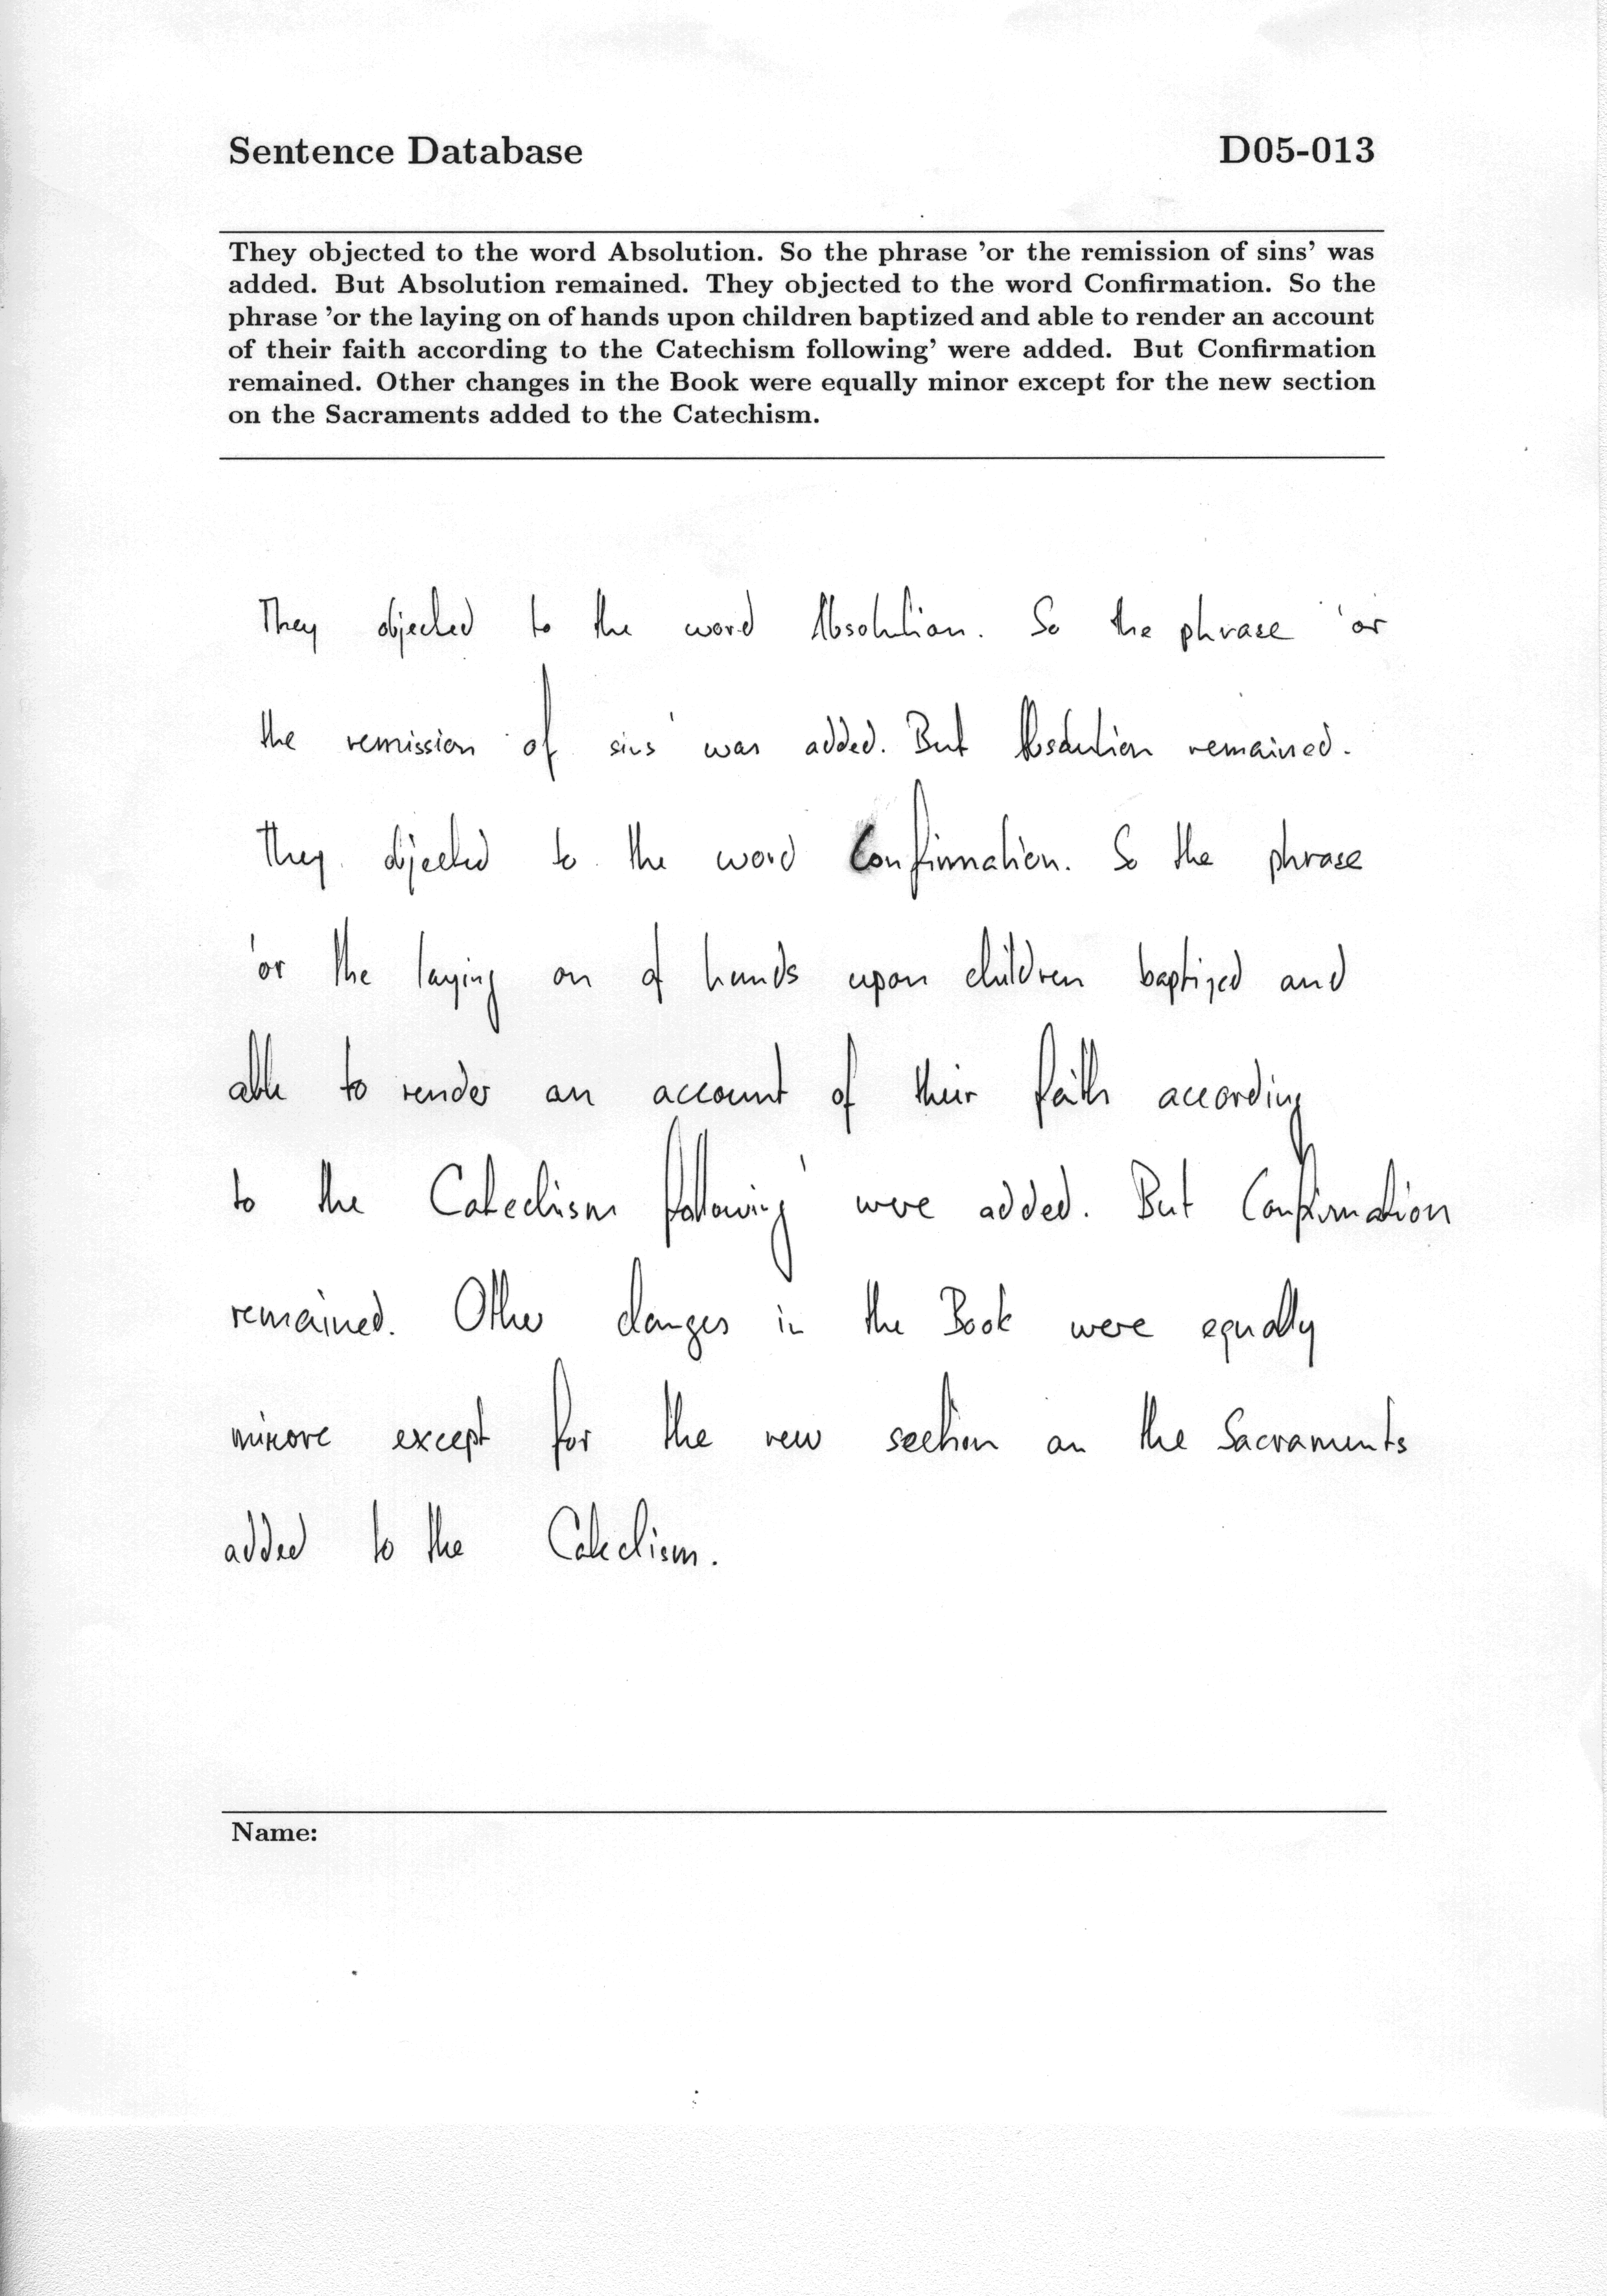 Sentence Database D05-013
They objected to the word Absolution. So the phrase 'or the remission of sins' was
added. But Absolution remained. They objected to the word Confirmation. So the
phrase 'or the laying on of hands upon children baptized and able to render an account
of their faith according to the Catechism following' were added. But Confirmation
remained. Other changes in the Book were equally minor except for the new section
on the Sacraments added to the Catechism.
They objected to the word Absolution. So the phrase 'or
the remission of sins' was added. But Absolution remained.
They objected to the word Confirmation. So the phrase
'or the laying on of hands upon children baptized and
able to render an account of their faith according
to the Catechism following' were added. But Confirmation
remained. Other changes in the Book were equally
minore except for the new section on the Sacraments
added to the Catechism.
Name: